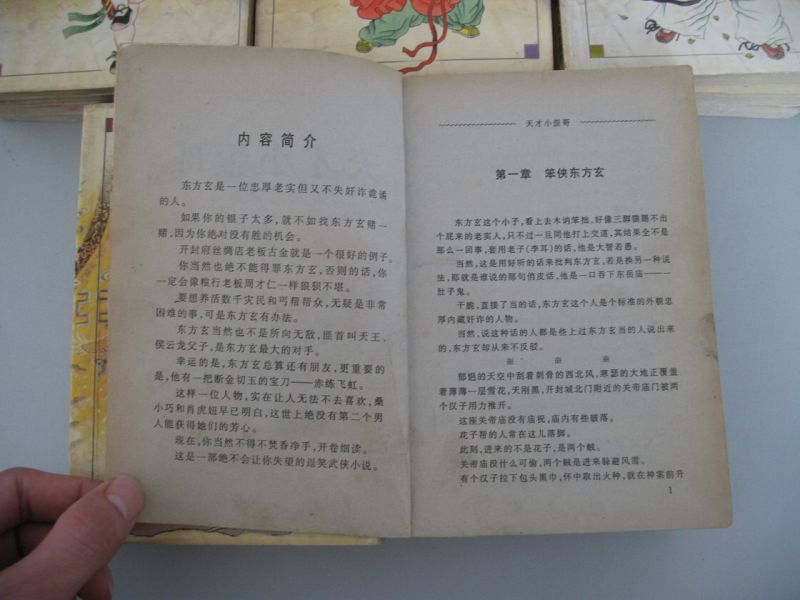 内容简介
东方玄是一位忠厚老实但又不失奸诈诡谲
的人。
如果你的银子太多，就不如找东方玄赌一
赌，因为你绝对没有胜的机会。
开封府丝绸店老板古金就是一个很好的例子。
你当然也绝不能得罪东方玄，否则的话，你
一定会像粮行老板周才仁一样狼狈不堪。
要想养活数千灾民和丐帮帮众，无疑是非常
困难的事，可是东方玄有办法。
东方玄当然也不是所向无敌，匪首叫天王、
侯云龙父子，是东方玄最大的对手。
幸运的是，东方玄总算还有朋友，更重要的
是，他有一把断金切玉的宝刀——赤练飞虹。
这样一位人物，实在让人无法不去喜欢，桑
小巧和肖虎妞早已明白，这世上绝没有第二个男
人能获得她们的芳心。
现在，你当然不得不焚香净手，开卷细读。
这是一部绝不会让你失望的逗笑武侠小说。
天才小歪哥
第一章 笨侠东方玄
东方玄这个小子，看上去木讷笨拙，好像三脚踹踢不出
个屁来的老实人，只不过一旦同他打上交道，其结果全不是
那么一回事，套用老子（李耳）的话，他是大智若愚。
当然，这是用好听的话来批判东方玄，若是换另一种说
法，那就是谁说的那句俏皮话，他是一口吞下东岳庙——一
肚子鬼。
干脆，直接了当的话，东方玄这个人是个标准的外貌忠
厚内藏奸诈的人物。
当然，说这种话的人都是些上过东方玄当的人说出来
的，东方玄却从来不反驳。
※ ※ ※
郁悒的天空中刮着刺骨的西北风，寒瑟的大地正覆盖
着薄薄一层雪花，天刚黑，开封城北门附近的关帝庙门被两
个汉子用力推开。
这座关帝庙没有庙祝，庙内有些破落。
花子帮的人常在这儿落脚。
此刻，进来的不是花子，是两个贼。
关帝庙没什么可偷，两个贼是进来躲避风雪。
有个汉子拉下包头黑巾，怀中取出火种，就在神案前升
1